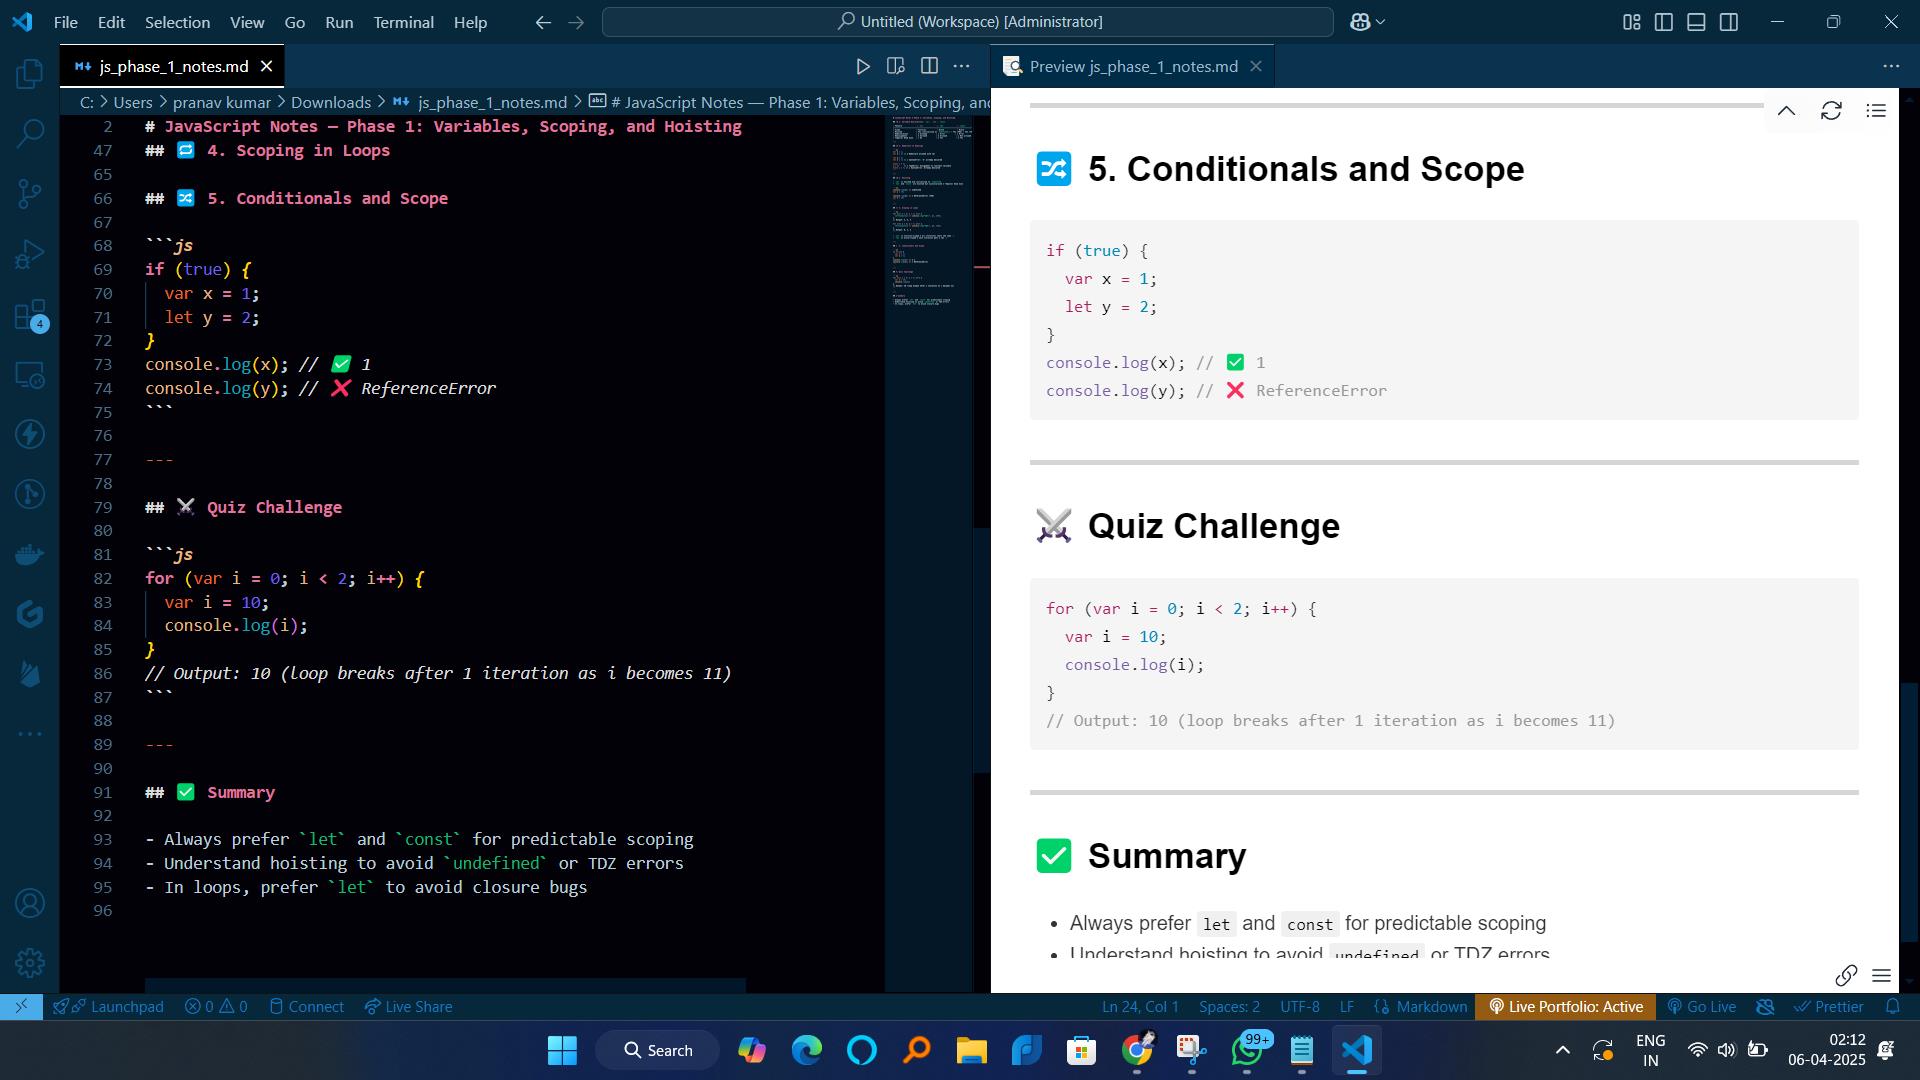 File Edit Selection View Go Run Terminal Help
Untitled (Workspace) [Administrator]
js_phase_1_notes.md
C: > Users > pranav kumar > Downloads > js_phase_1_notes.md > # JavaScript Notes — Phase 1: Variables, Scoping, and
2 # JavaScript Notes — Phase 1: Variables, Scoping, and Hoisting
47 ## 🔁 4. Scoping in Loops
65
66 ## 🔀 5. Conditionals and Scope
67
68 ```js
69 if (true) {
70 var x = 1;
71 let y = 2;
72 }
73 console.log(x); // ✅ 1
74 console.log(y); // ❌ ReferenceError
75 ```
76
77 ---
78
79 ## ⚔️ Quiz Challenge
80
81 ```js
82 for (var i = 0; i < 2; i++) {
83 var i = 10;
84 console.log(i);
85 }
86 // Output: 10 (loop breaks after 1 iteration as i becomes 11)
87 ```
88
89 ---
90
91 ## ✅ Summary
92
93 - Always prefer `let` and `const` for predictable scoping
94 - Understand hoisting to avoid `undefined` or TDZ errors
95 - In loops, prefer `let` to avoid closure bugs
96
4
Preview js_phase_1_notes.md
🔀 5. Conditionals and Scope
if (true) {
var x = 1;
let y = 2;
}
console.log(x); // ✅ 1
console.log(y); // ❌ ReferenceError
⚔️ Quiz Challenge
for (var i = 0; i < 2; i++) {
var i = 10;
console.log(i);
}
// Output: 10 (loop breaks after 1 iteration as i becomes 11)
✅ Summary
• Always prefer let and const for predictable scoping
• Understand hoisting to avoid undefined or TDZ errors
Launchpad 0 0 Connect Live Share
Ln 24, Col 1 Spaces: 2 UTF-8 LF {} Markdown Live Portfolio: Active Go Live Prettier
Search
99+
ENG
IN
02:12
06-04-2025